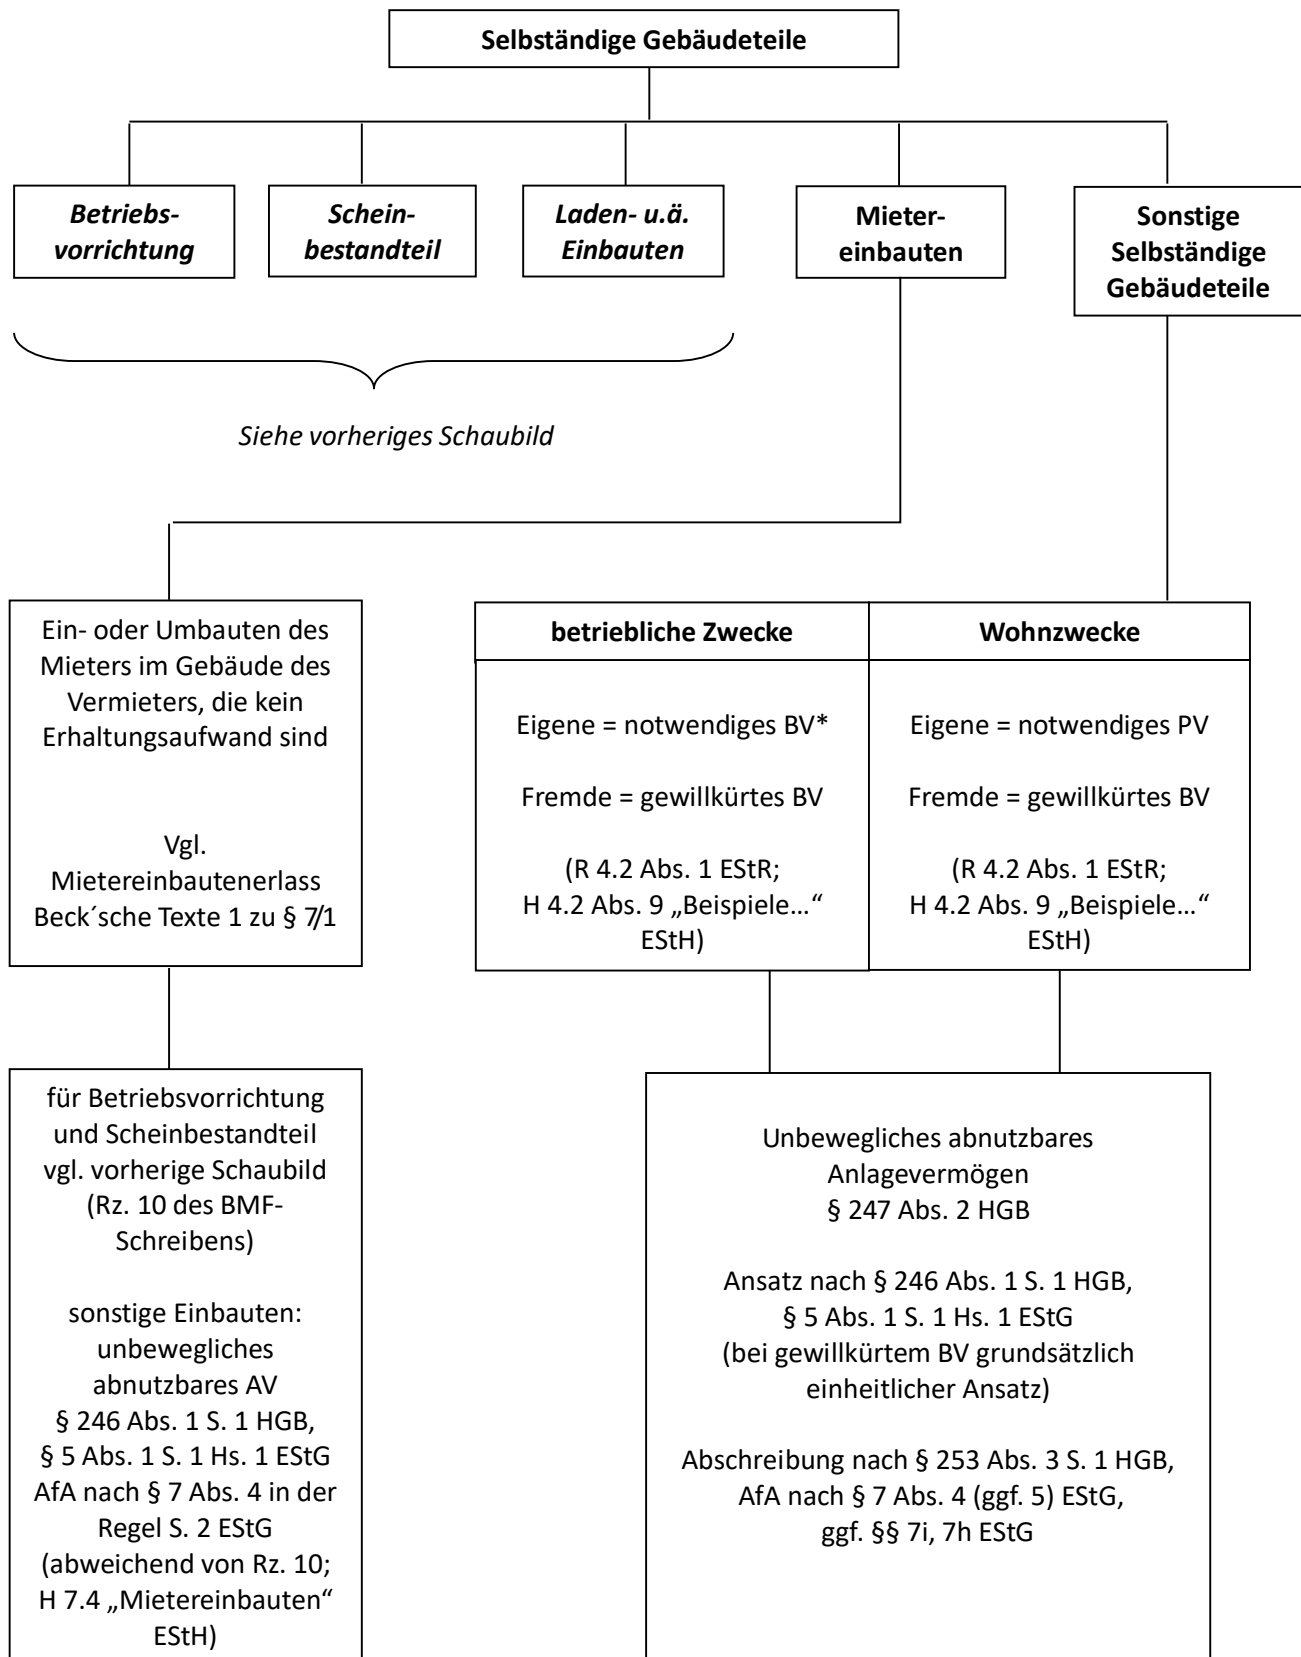 Selbständige Gebäudeteile
Betriebs-
vorrichtung
Schein-
bestandteil
Laden- u.ä.
Einbauten
Mieter-
einbauten
Sonstige
Selbständige
Gebäudeteile
Siehe vorheriges Schaubild
Ein- oder Umbauten des
Mieters im Gebäude des
Vermieters, die kein
Erhaltungsaufwand sind
Vgl.
Mietereinbautenerlass
Beck´sche Texte 1 zu § 7/1
betriebliche Zwecke
Eigene = notwendiges BV*
Fremde = gewillkürtes BV
(R 4.2 Abs. 1 EStR;
H 4.2 Abs. 9 „Beispiele…“
EStH)
Wohnzwecke
Eigene = notwendiges PV
Fremde = gewillkürtes BV
(R 4.2 Abs. 1 EStR;
H 4.2 Abs. 9 „Beispiele…“
EStH)
für Betriebsvorrichtung
und Scheinbestandteil
vgl. vorherige Schaubild
(Rz. 10 des BMF-
Schreibens)
sonstige Einbauten:
unbewegliches
abnutzbares AV
§ 246 Abs. 1 S. 1 HGB,
§ 5 Abs. 1 S. 1 Hs. 1 EStG
AfA nach § 7 Abs. 4 in der
Regel S. 2 EStG
(abweichend von Rz. 10;
H 7.4 „Mietereinbauten“
EStH)
Unbewegliches abnutzbares
Anlagevermögen
§ 247 Abs. 2 HGB
Ansatz nach § 246 Abs. 1 S. 1 HGB,
§ 5 Abs. 1 S. 1 Hs. 1 EStG
(bei gewillkürtem BV grundsätzlich
einheitlicher Ansatz)
Abschreibung nach § 253 Abs. 3 S. 1 HGB,
AfA nach § 7 Abs. 4 (ggf. 5) EStG,
ggf. §§ 7i, 7h EStG